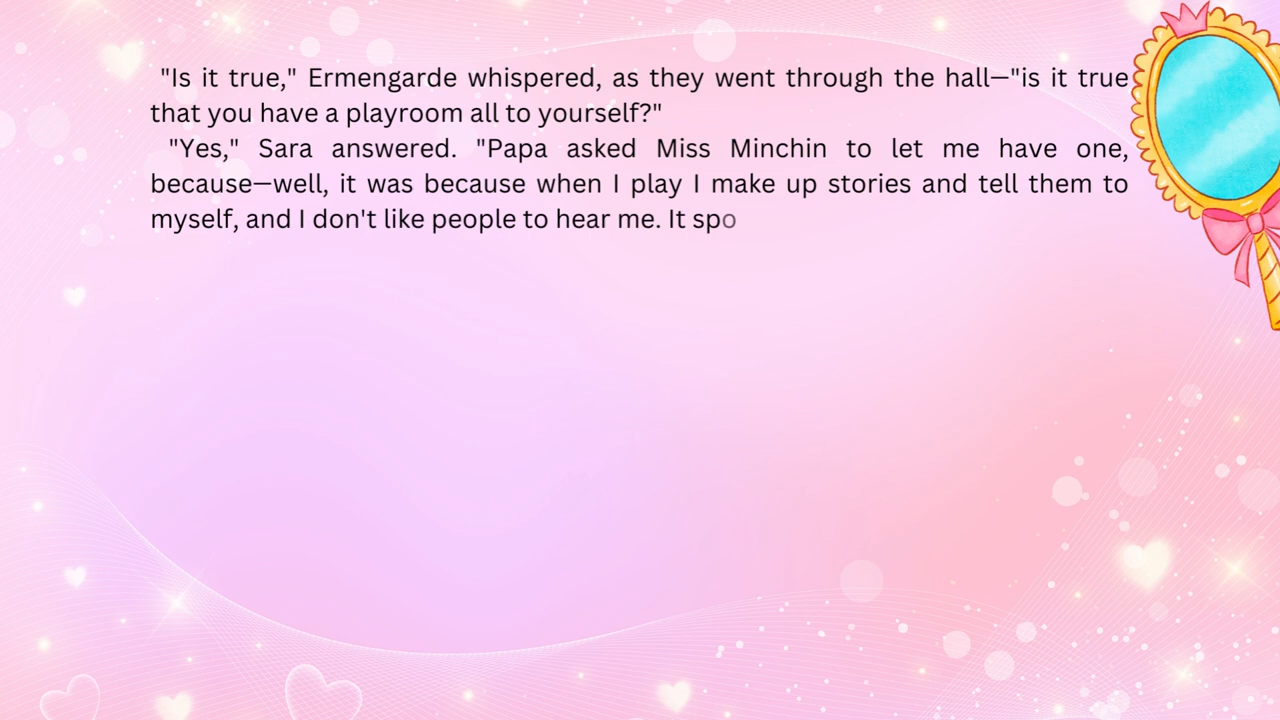 "Is it true," Ermengarde whispered, as they went through the hall—"is it true
that you have a playroom all to yourself?"
"Yes," Sara answered. "Papa asked Miss Minchin to let me have one,
because—well, it was because when I play I make up stories and tell them to
myself, and I don't like people to hear me. It spo